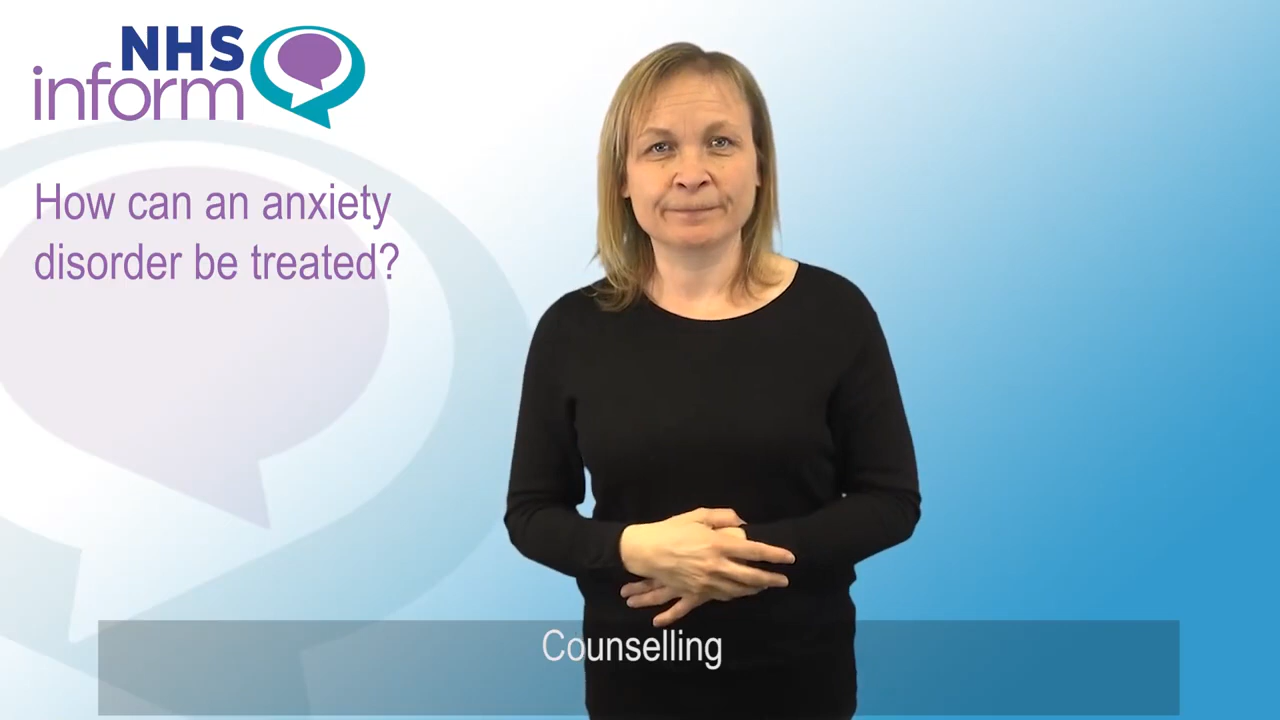 NHS
inform
How can an anxiety
disorder be treated?
Counselling